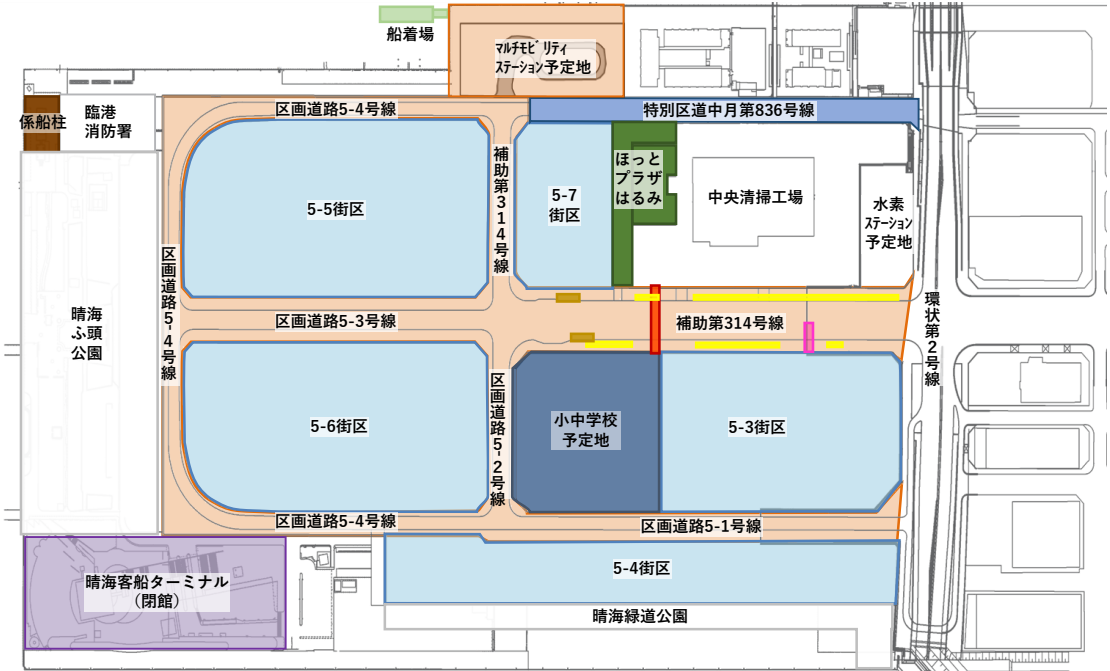 船着場
マルチモビリティ
ステーション予定地
係船柱
臨港
消防署
区画道路5-4号線
特別区道中月第836号線
補助第314号線
5-5街区
5-7
街区
ほっと
プラザ
はるみ
中央清掃工場
水素
ステーション
予定地
区画道路5-4号線
晴海
ふ頭
公園
区画道路5-3号線
補助第314号線
環状第2号線
5-6街区
区画道路5-2号線
小中学校
予定地
5-3街区
区画道路5-4号線
区画道路5-1号線
晴海客船ターミナル
（閉館）
5-4街区
晴海緑道公園